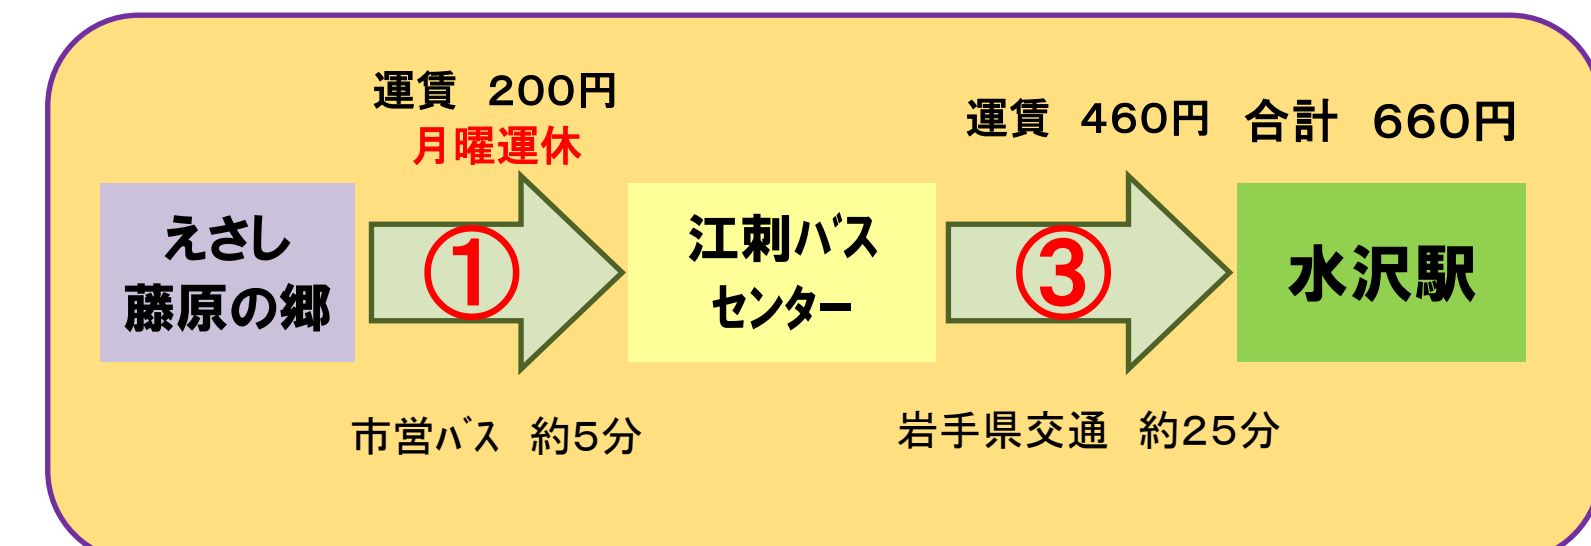 運賃　200円
月曜運休
運賃　460円
合計　660円
えさし
藤原の郷
①
江刺バス
センター
③
水沢駅
市営バス　約5分
岩手県交通　約25分